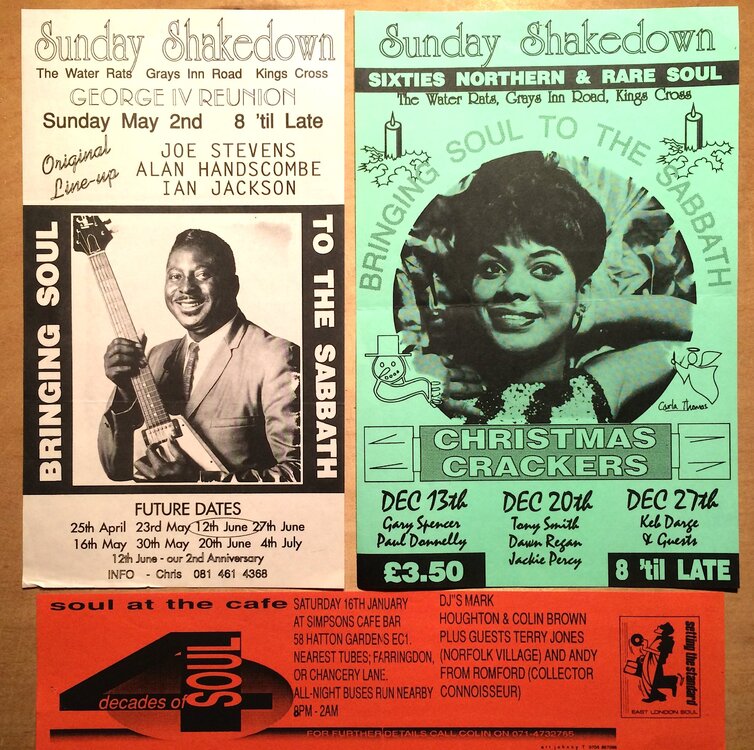 Sunday Shakedown
The Water Rats Grays Inn Road Kings Cross
GEORGE IV REUNION
Sunday May 2nd 8 'til Late
Original
Line-up
JOE STEVENS
ALAN HANDSCOMBE
IAN JACKSON
BRINGING SOUL
TO THE SABBATH
FUTURE DATES
25th April 23rd May 12th June 27th June
16th May 30th May 20th June 4th July
12th June - our 2nd Anniversary
INFO - Chris 081 461 4368
Sunday Shakedown
SIXTIES NORTHERN & RARE SOUL
The Water Rats, Grays Inn Road, Kings Cross
BRINGING SOUL TO THE SABBATH
Carla Thomas
CHRISTMAS
CRACKERS
DEC 13th
Gary Spencer
Paul Donnelly
DEC 20th
Tony Smith
Dawn Regan
Jackie Percy
DEC 27th
Keb Darge
& Guests
£3.50
8 'til LATE
soul at the cafe
4
decades of
SOUL
SATURDAY 16TH JANUARY
AT SIMPSONS CAFE BAR
58 HATTON GARDENS EC1.
NEAREST TUBES; FARRINGDON,
OR CHANCERY LANE.
ALL-NIGHT BUSES RUN NEARBY
8PM - 2AM
DJ"S MARK
HOUGHTON & COLIN BROWN
PLUS GUESTS TERRY JONES
(NORFOLK VILLAGE) AND ANDY
FROM ROMFORD (COLLECTOR
CONNOISEUR)
FOR FURTHER DETAILS CALL COLIN ON 071-4732765
setting the standard
EAST LONDON SOUL